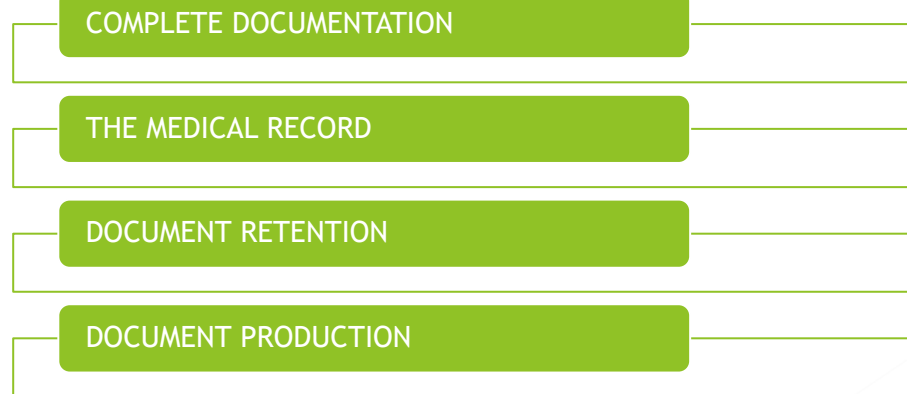 COMPLETE DOCUMENTATION
THE MEDICAL RECORD
DOCUMENT RETENTION
DOCUMENT PRODUCTION